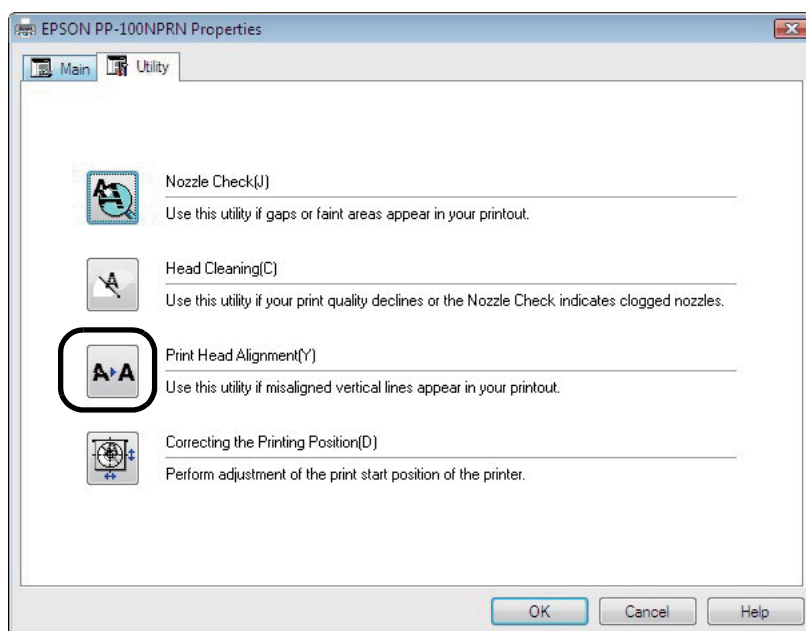 EPSON PP-100NPRN Properties
Main
Utility
Nozzle Check(J)
Use this utility if gaps or faint areas appear in your printout.
Head Cleaning(C)
Use this utility if your print quality declines or the Nozzle Check indicates clogged nozzles.
Print Head Alignment(Y)
Use this utility if misaligned vertical lines appear in your printout.
Correcting the Printing Position(D)
Perform adjustment of the print start position of the printer.
OK
Cancel
Help